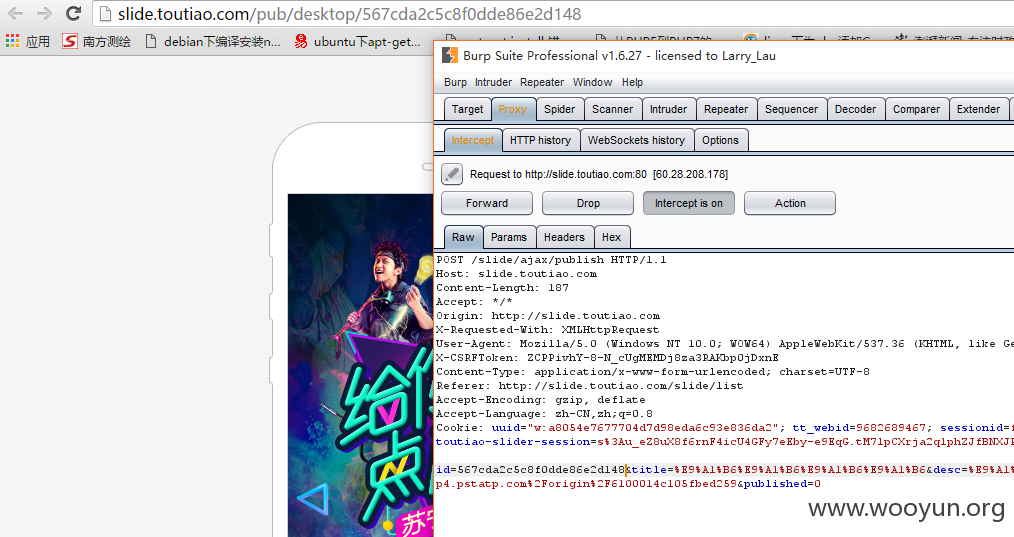 slide.toutiao.com/pub/desktop/567cda2c5c8f0dde86e2d148
应用 南方测绘 debian下编译安装n... ubuntu下apt-get...
Burp Suite Professional v1.6.27 - licensed to Larry_Lau
Burp Intruder Repeater Window Help
Target Proxy Spider Scanner Intruder Repeater Sequencer Decoder Comparer Extender
Intercept HTTP history WebSockets history Options
Request to http://slide.toutiao.com:80 [60.28.208.178]
Forward Drop Intercept is on Action
Raw Params Headers Hex
POST /slide/ajax/publish HTTP/1.1
Host: slide.toutiao.com
Content-Length: 187
Accept: */*
Origin: http://slide.toutiao.com
X-Requested-With: XMLHttpRequest
User-Agent: Mozilla/5.0 (Windows NT 10.0; WOW64) AppleWebKit/537.36 (KHTML, like Ge
X-CSRFToken: ZCPPivhY-8-N_cUgMEMDj8za3RAKbp0jDxnE
Content-Type: application/x-www-form-urlencoded; charset=UTF-8
Referer: http://slide.toutiao.com/slide/list
Accept-Encoding: gzip, deflate
Accept-Language: zh-CN,zh;q=0.8
Cookie: uuid="w:a8054e7677704d7d98eda6c93e836da2"; tt_webid=9682689467; sessionid=f
toutiao-slider-session=s%3Au_eZ8uX8f6rnF4icU4GFy7eEby-e9EqG.tM7lpCXrja2qlphZJfBNXJP
id=567cda2c5c8f0dde86e2d148&title=%E9%A1%B6%E9%A1%B6%E9%A1%B6%E9%A1%B6&desc=%E9%A1%
p4.pstatp.com%2Forigin%2F6100014c105fbed259&published=0
给你
点
苏宁
www.wooyun.org